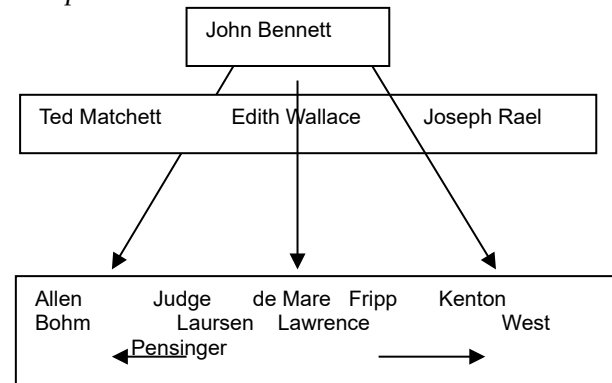 John Bennett
Ted Matchett Edith Wallace Joseph Rael
Allen Judge de Mare Fripp Kenton
Bohm Laursen Lawrence West
Pensinger